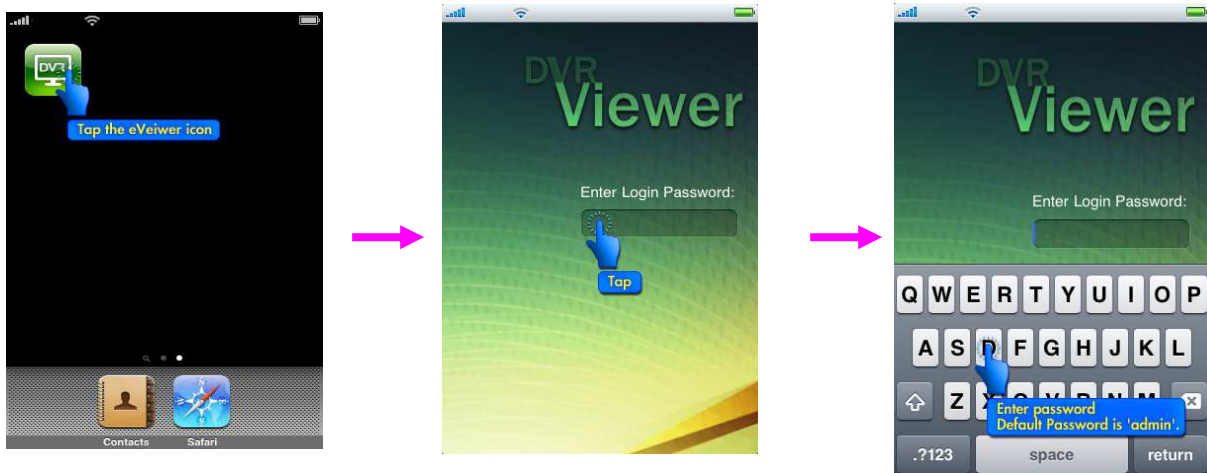 DVR
Tap the eVeiwer icon
Contacts
Safari
DVR
Viewer
Enter Login Password:
Tap
DVR
Viewer
Enter Login Password:
Q W E R T Y U I O P
A S D F G H J K L
Z X C V B N M
Enter password
Default Password is 'admin'.
.?123 space return